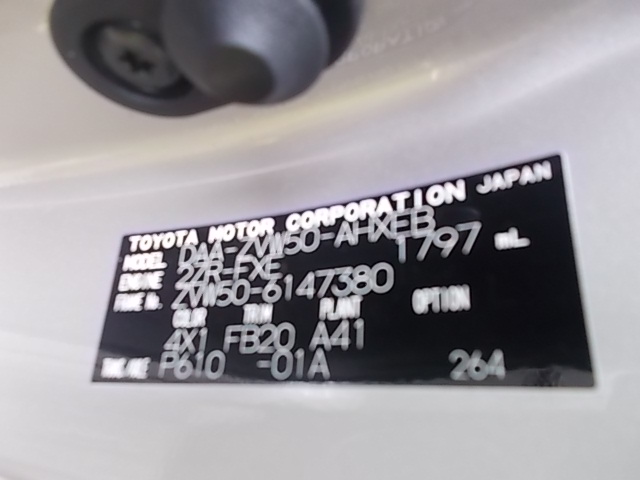 TOYOTA MOTOR CORPORATION JAPAN
MODEL DAA-ZVW50-AHXEB
ENGINE 2ZR-FXE 1797 mL
FRAME No. ZVW50-6147380
COLOR TRIM PLANT OPTION
4X1 FB20 A41
TRANS/AXLE P610 -01A 264